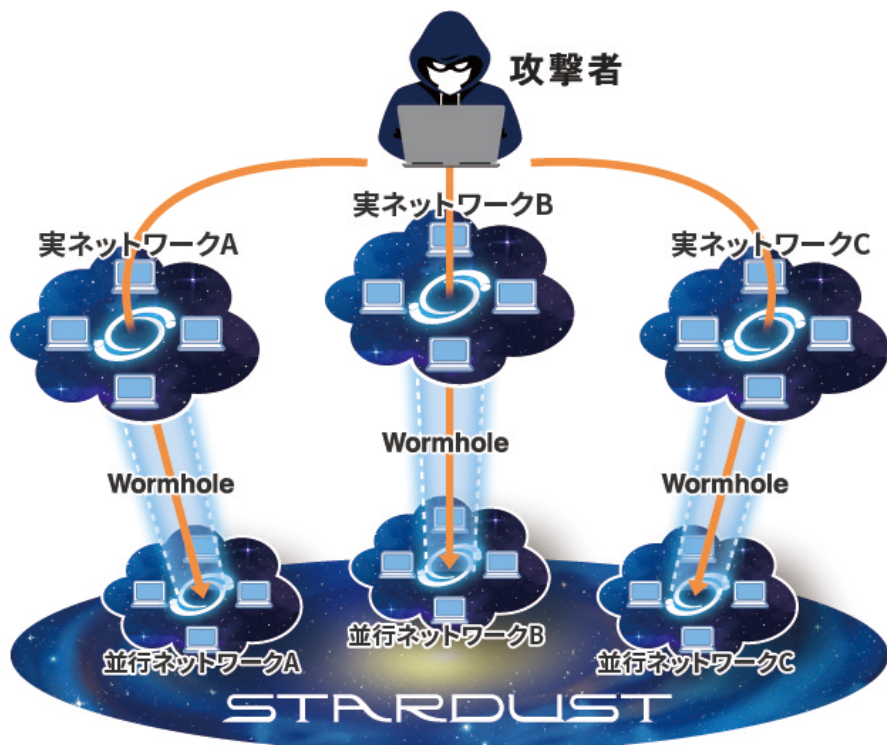 攻撃者
実ネットワークA
実ネットワークB
実ネットワークC
Wormhole
Wormhole
Wormhole
並行ネットワークA
並行ネットワークB
並行ネットワークC
STARDUST